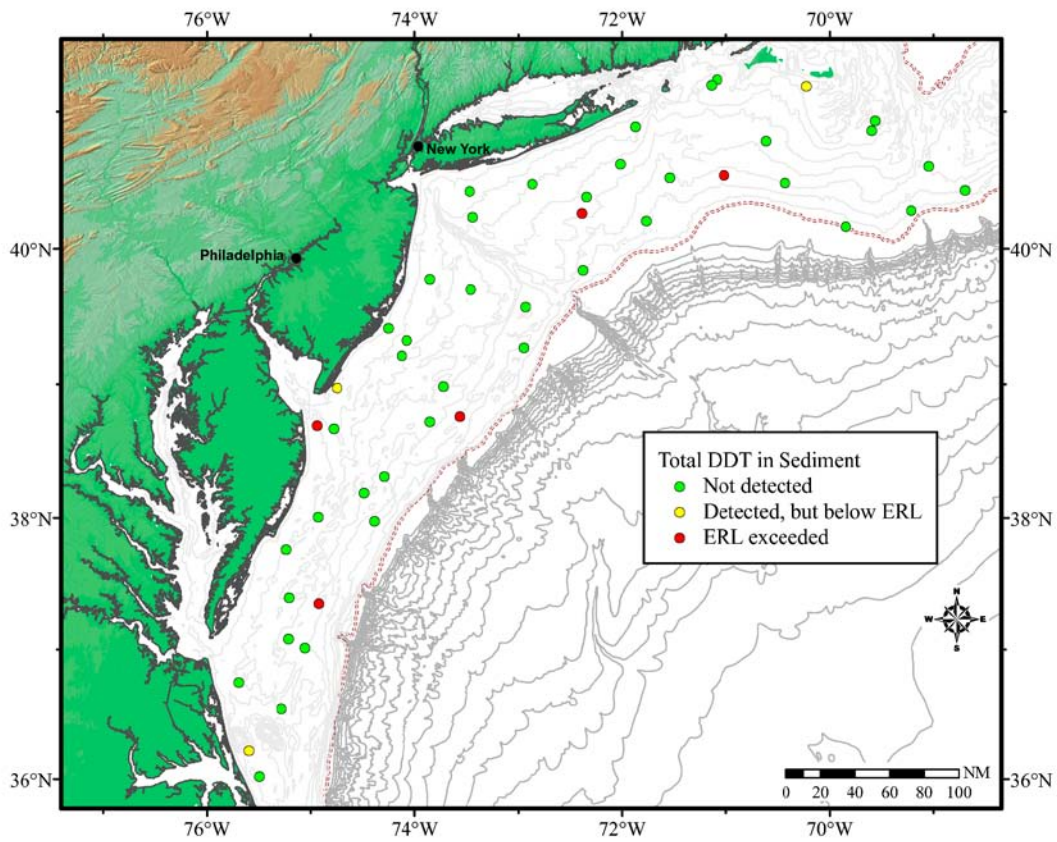 76°W 74°W 72°W 70°W
New York
Philadelphia
40°N 40°N
Total DDT in Sediment
Not detected
Detected, but below ERL
ERL exceeded
38°N 38°N
N
W E
S
NM
0 20 40 60 80 100
36°N 36°N
76°W 74°W 72°W 70°W